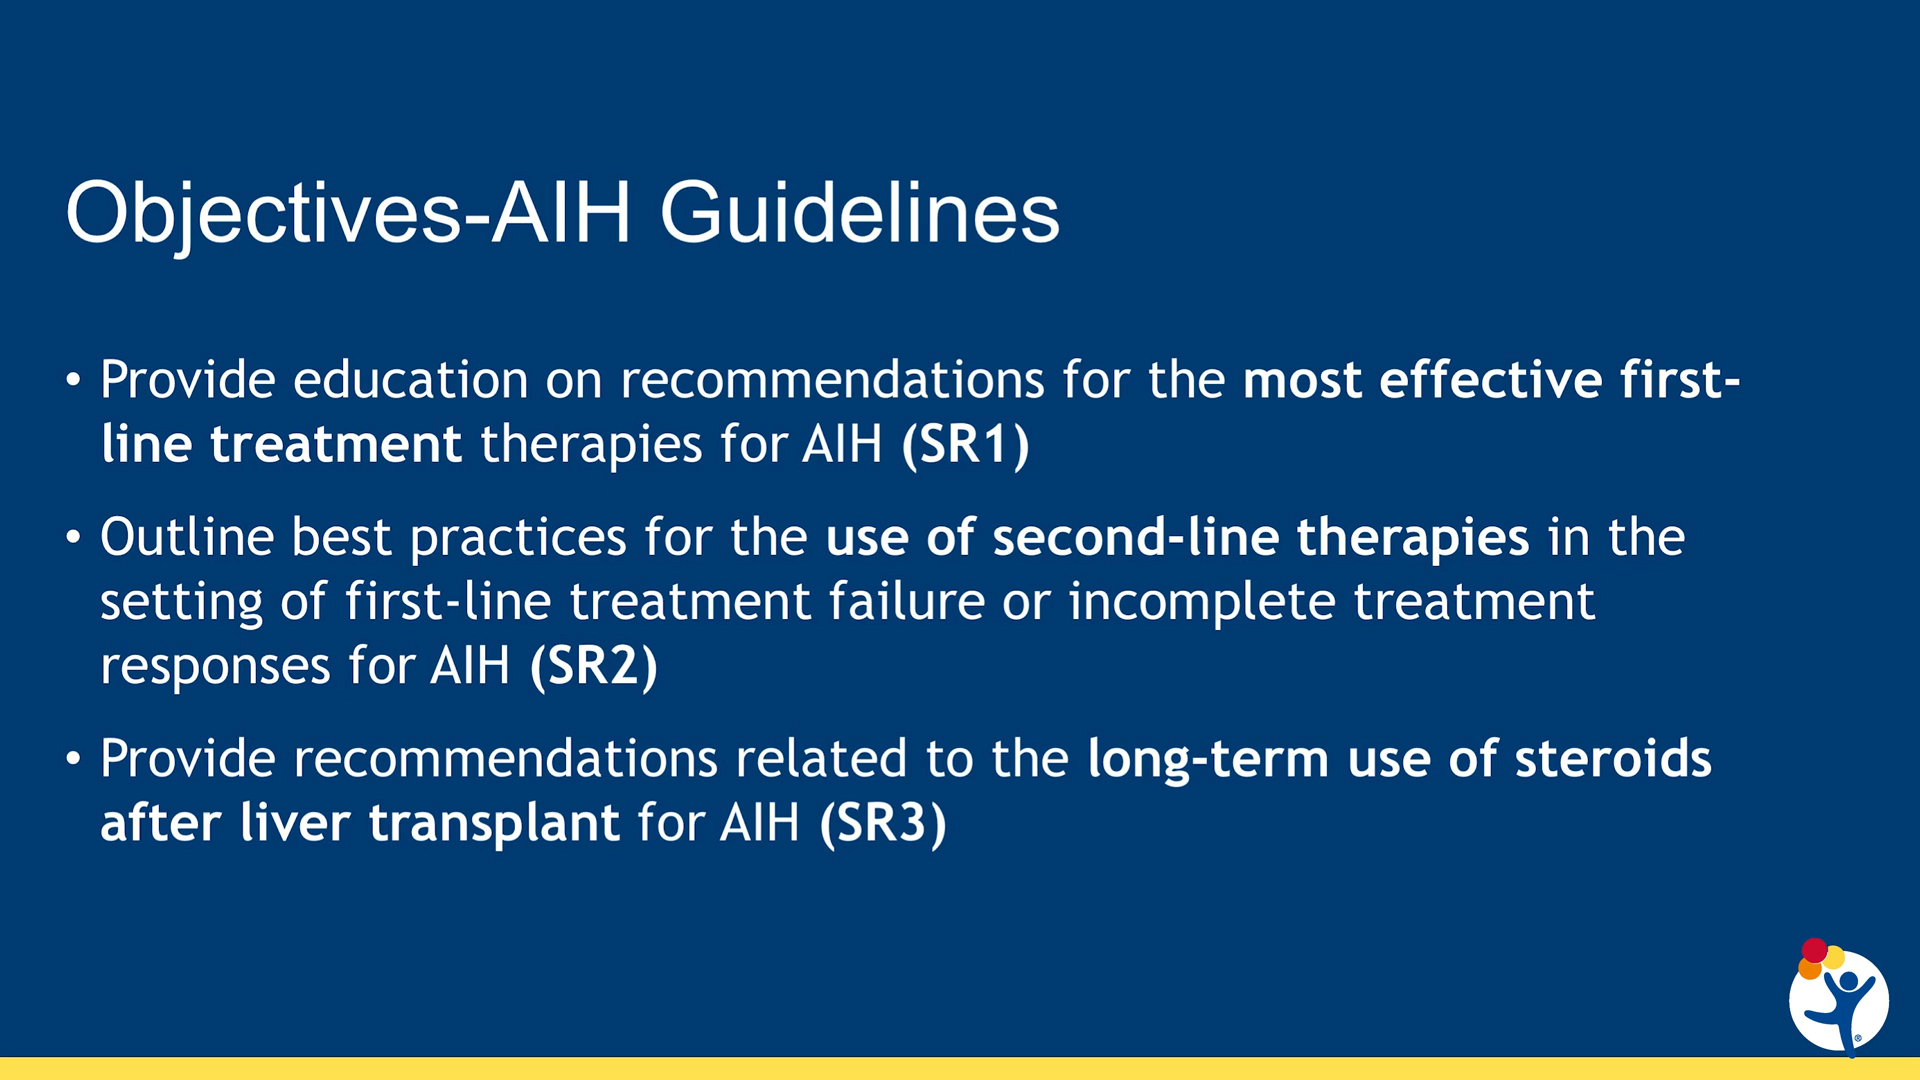 Objectives-AIH Guidelines
• Provide education on recommendations for the most effective first-
line treatment therapies for AIH (SR1)
• Outline best practices for the use of second-line therapies in the
setting of first-line treatment failure or incomplete treatment
responses for AIH (SR2)
• Provide recommendations related to the long-term use of steroids
after liver transplant for AIH (SR3)
®